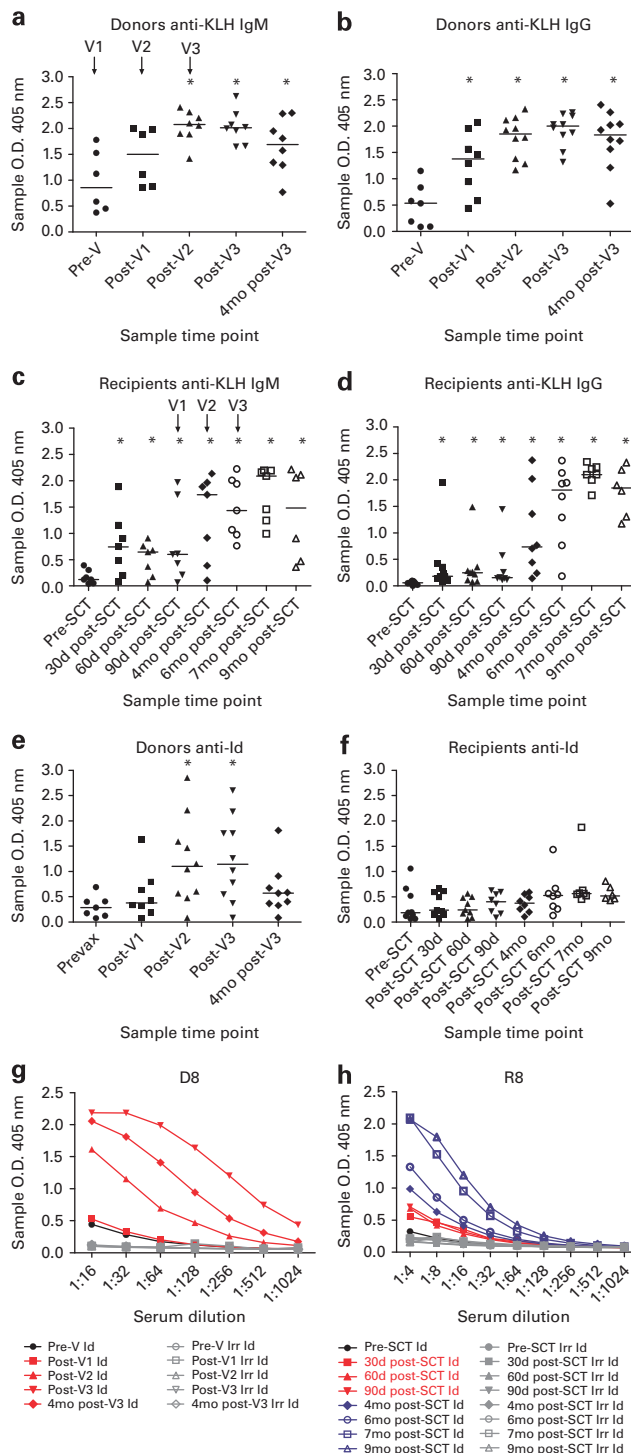 a
Donors anti-KLH IgM
V1 V2 V3
* * *
Sample O.D. 405 nm
3.0
2.5
2.0
1.5
1.0
0.5
0.0
Pre-V
Post-V1
Post-V2
Post-V3
4mo post-V3
Sample time point
b
Donors anti-KLH IgG
* * * *
Sample O.D. 405 nm
3.0
2.5
2.0
1.5
1.0
0.5
0.0
Pre-V
Post-V1
Post-V2
Post-V3
4mo post-V3
Sample time point
c
Recipients anti-KLH IgM
V1 V2 V3
* * * * * * *
Sample O.D. 405 nm
3.0
2.5
2.0
1.5
1.0
0.5
0.0
Pre-SCT
30d post-SCT
60d post-SCT
90d post-SCT
4mo post-SCT
6mo post-SCT
7mo post-SCT
9mo post-SCT
Sample time point
d
Recipients anti-KLH IgG
* * * * * * *
Sample O.D. 405 nm
3.0
2.5
2.0
1.5
1.0
0.5
0.0
Pre-SCT
30d post-SCT
60d post-SCT
90d post-SCT
4mo post-SCT
6mo post-SCT
7mo post-SCT
9mo post-SCT
Sample time point
e
Donors anti-Id
* *
Sample O.D. 405 nm
3.0
2.5
2.0
1.5
1.0
0.5
0.0
Prevax
Post-V1
Post-V2
Post-V3
4mo post-V3
Sample time point
f
Recipients anti-Id
Sample O.D. 405 nm
3.0
2.5
2.0
1.5
1.0
0.5
0.0
Pre-SCT
Post-SCT 30d
Post-SCT 60d
Post-SCT 90d
Post-SCT 4mo
Post-SCT 6mo
Post-SCT 7mo
Post-SCT 9mo
Sample time point
g
D8
Sample O.D. 405 nm
2.5
2.0
1.5
1.0
0.5
0.0
1:16
1:32
1:64
1:128
1:256
1:512
1:1024
Serum dilution
Pre-V Id
Post-V1 Id
Post-V2 Id
Post-V3 Id
4mo post-V3 Id
Pre-V Irr Id
Post-V1 Irr Id
Post-V2 Irr Id
Post-V3 Irr Id
4mo post-V3 Irr Id
h
R8
Sample O.D. 405 nm
2.5
2.0
1.5
1.0
0.5
0.0
1:4
1:8
1:16
1:32
1:64
1:128
1:256
1:512
1:1024
Serum dilution
Pre-SCT Id
30d post-SCT Id
60d post-SCT Id
90d post-SCT Id
4mo post-SCT Id
6mo post-SCT Id
7mo post-SCT Id
9mo post-SCT Id
Pre-SCT Irr Id
30d post-SCT Irr Id
60d post-SCT Irr Id
90d post-SCT Irr Id
4mo post-SCT Irr Id
6mo post-SCT Irr Id
7mo post-SCT Irr Id
9mo post-SCT Irr Id